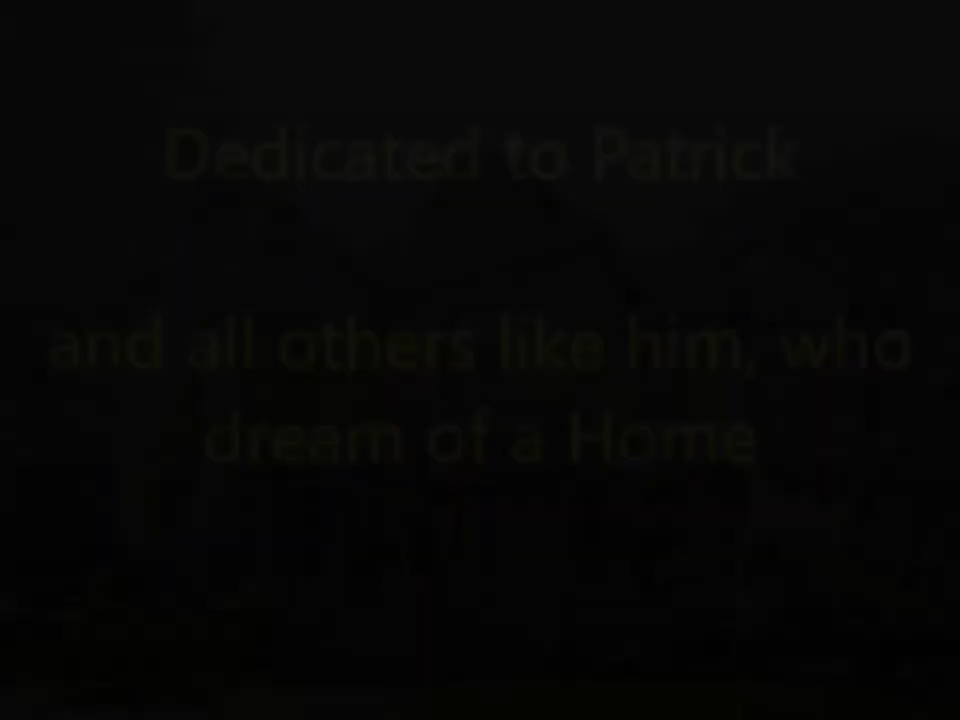 Dedicated to Patrick
and all others like him, who
dream of a Home